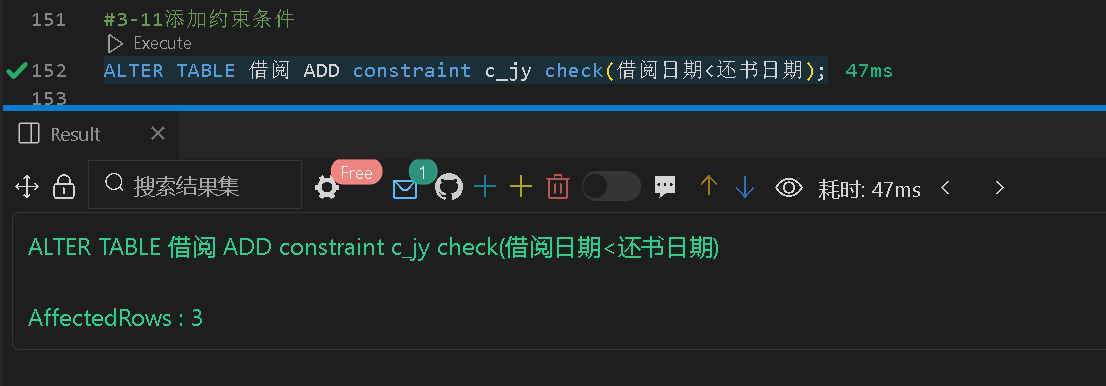 151 #3-11添加约束条件
Execute
152 ALTER TABLE 借阅 ADD constraint c_jy check(借阅日期<还书日期); 47ms
153
Result
搜索结果集 Free 1 耗时: 47ms
ALTER TABLE 借阅 ADD constraint c_jy check(借阅日期<还书日期)
AffectedRows : 3